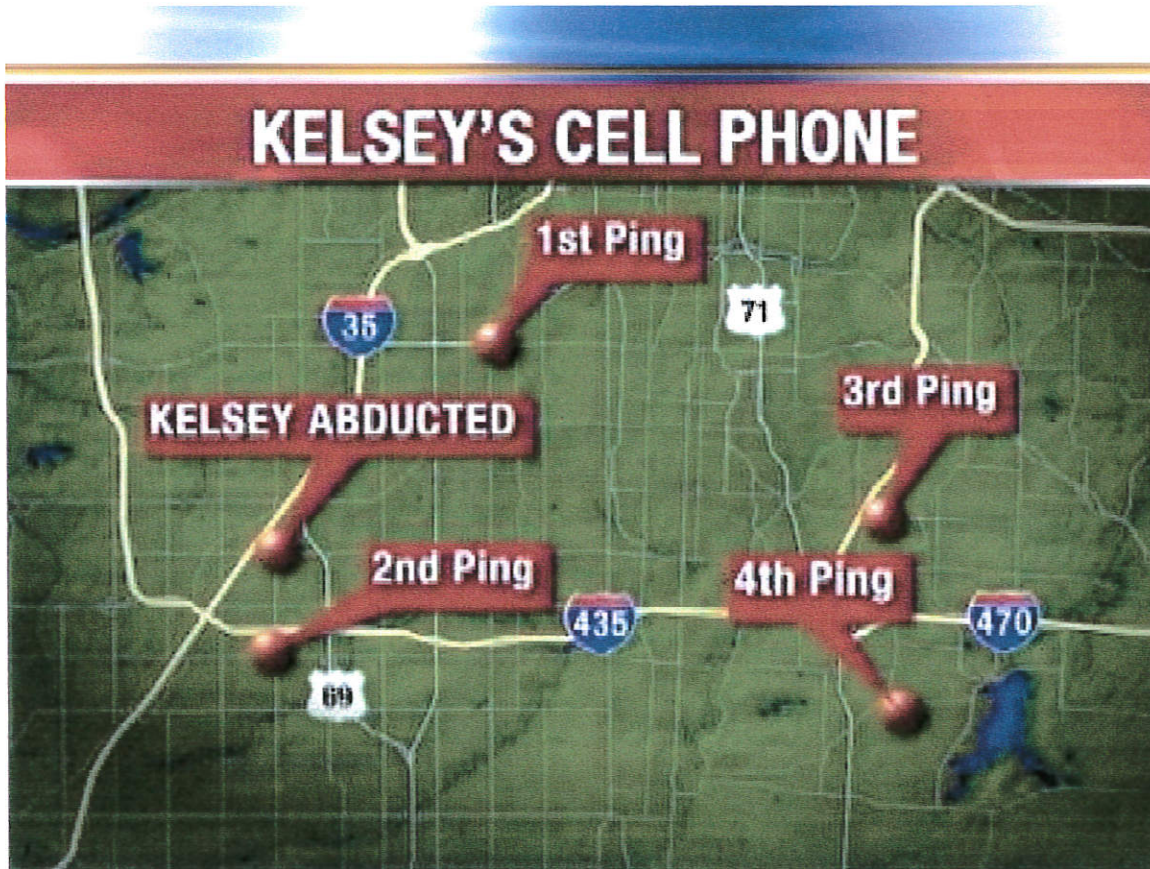 KELSEY'S CELL PHONE
1st Ping
71
35
3rd Ping
KELSEY ABDUCTED
2nd Ping
4th Ping
435
470
69